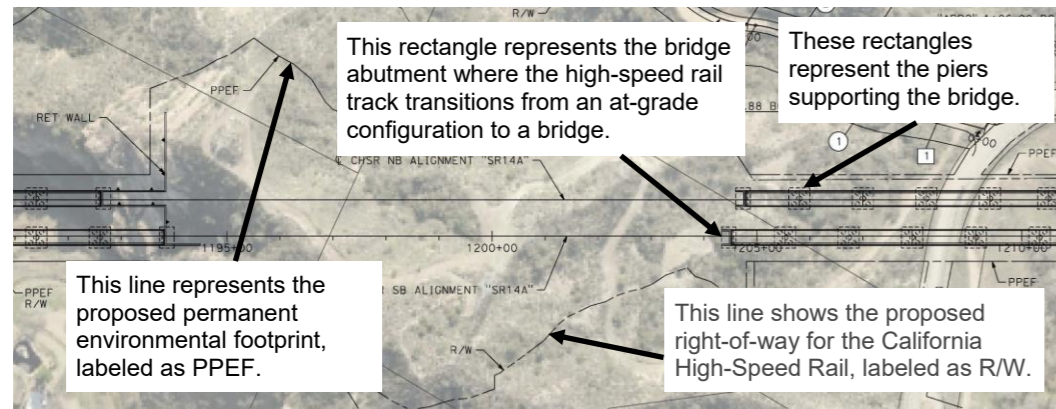 R/W
This rectangle represents the bridge
abutment where the high-speed rail
track transitions from an at-grade
configuration to a bridge.
These rectangles
represent the piers
supporting the bridge.
PPEF
RET WALL
CHSR NB ALIGNMENT "SR14A"
1
1
PPEF
1195+00
1200+00
1205+00
1210+00
This line represents the
proposed permanent
environmental footprint,
labeled as PPEF.
SB ALIGNMENT "SR14A"
PPEF
R/W
PPEF
R/W
This line shows the proposed
right-of-way for the California
High-Speed Rail, labeled as R/W.